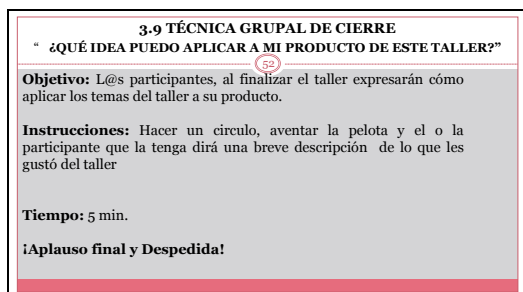 3.9 TÉCNICA GRUPAL DE CIERRE
“ ¿QUÉ IDEA PUEDO APLICAR A MI PRODUCTO DE ESTE TALLER?”
52
Objetivo: L@s participantes, al finalizar el taller expresarán cómo
aplicar los temas del taller a su producto.
Instrucciones: Hacer un circulo, aventar la pelota y el o la
participante que la tenga dirá una breve descripción de lo que les
gustó del taller
Tiempo: 5 min.
¡Aplauso final y Despedida!